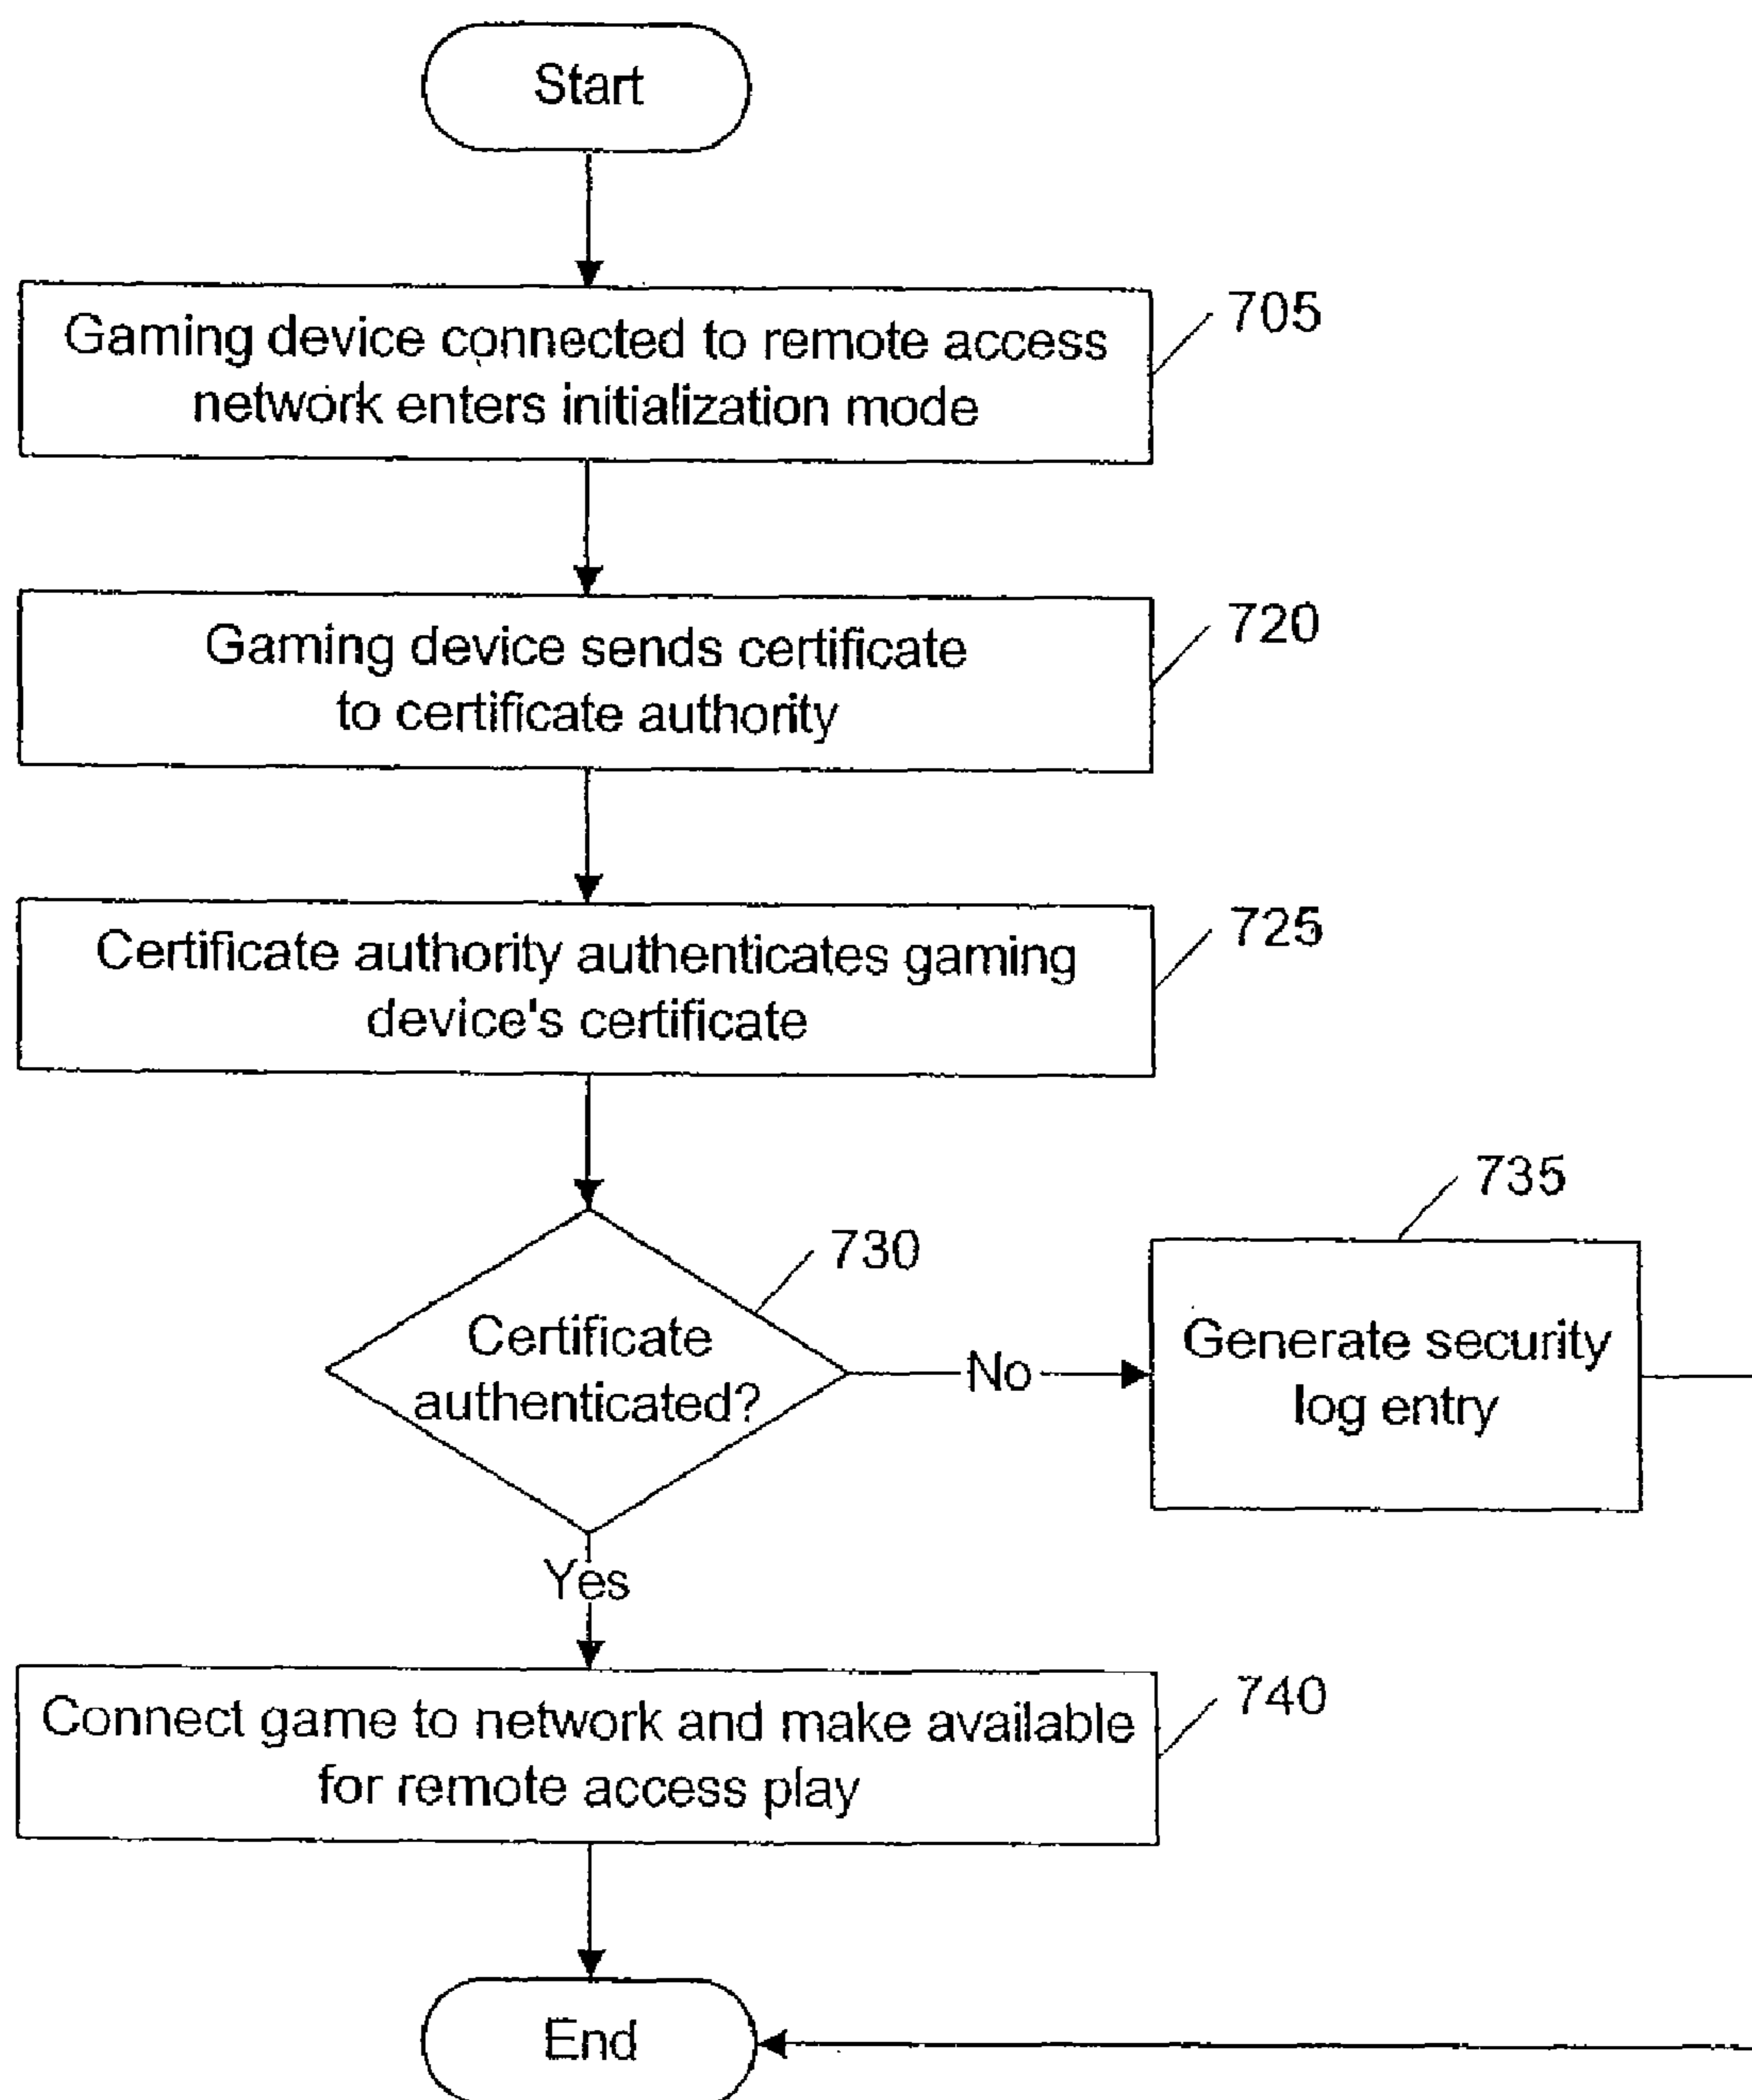 Start
Gaming device connected to remote access
network enters initialization mode
705
Gaming device sends certificate
to certificate authority
720
Certificate authority authenticates gaming
device's certificate
725
Certificate
authenticated?
730
No
735
Generate security
log entry
Yes
Connect game to network and make available
for remote access play
740
End